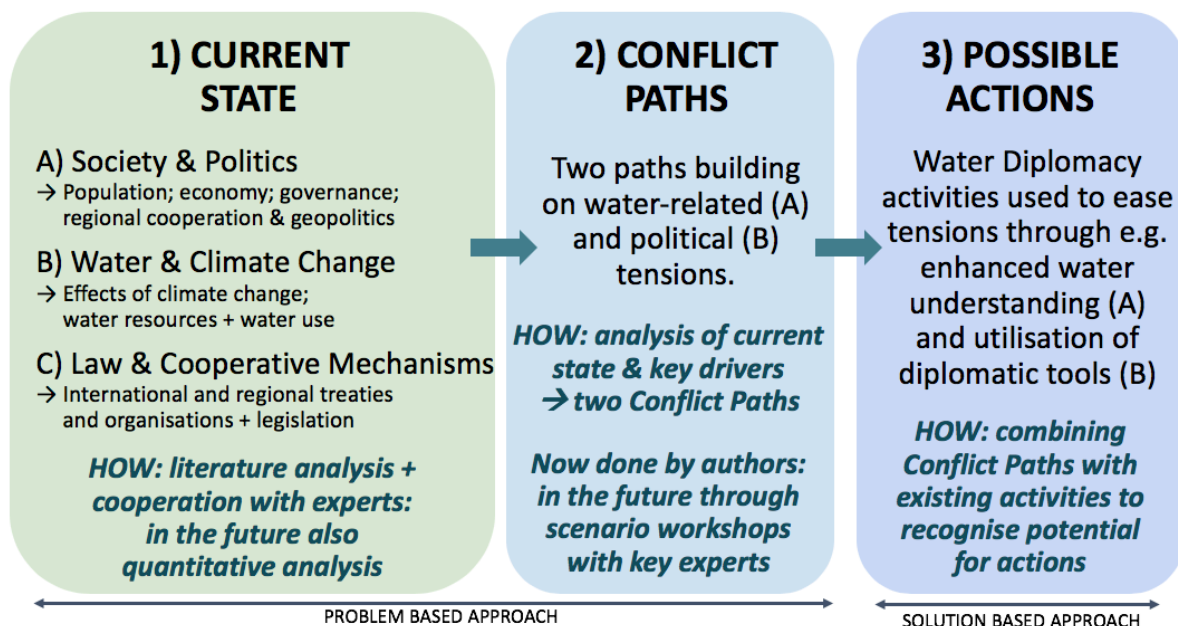 1) CURRENT
STATE
A) Society & Politics
→ Population; economy; governance;
regional cooperation & geopolitics
B) Water & Climate Change
→ Effects of climate change;
water resources + water use
C) Law & Cooperative Mechanisms
→ International and regional treaties
and organisations + legislation
HOW: literature analysis +
cooperation with experts:
in the future also
quantitative analysis
2) CONFLICT
PATHS
Two paths building
on water-related (A)
and political (B)
tensions.
HOW: analysis of current
state & key drivers
→ two Conflict Paths
Now done by authors:
in the future through
scenario workshops
with key experts
3) POSSIBLE
ACTIONS
Water Diplomacy
activities used to ease
tensions through e.g.
enhanced water
understanding (A)
and utilisation of
diplomatic tools (B)
HOW: combining
Conflict Paths with
existing activities to
recognise potential
for actions
PROBLEM BASED APPROACH
SOLUTION BASED APPROACH